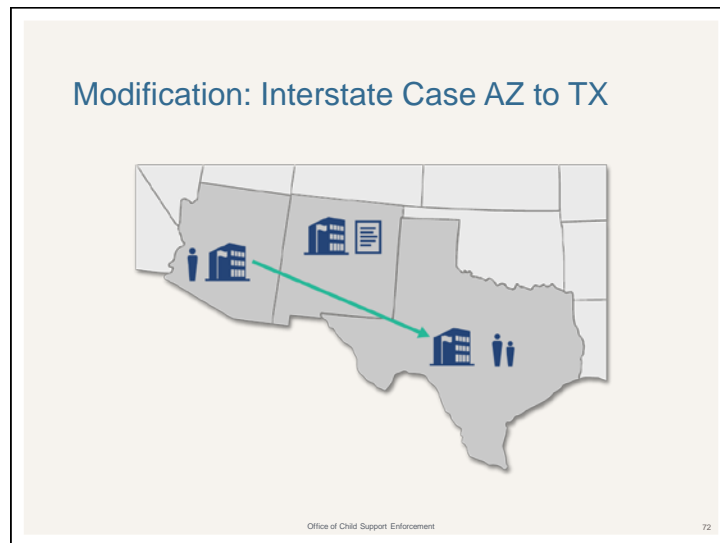 Modification: Interstate Case AZ to TX
Office of Child Support Enforcement
72